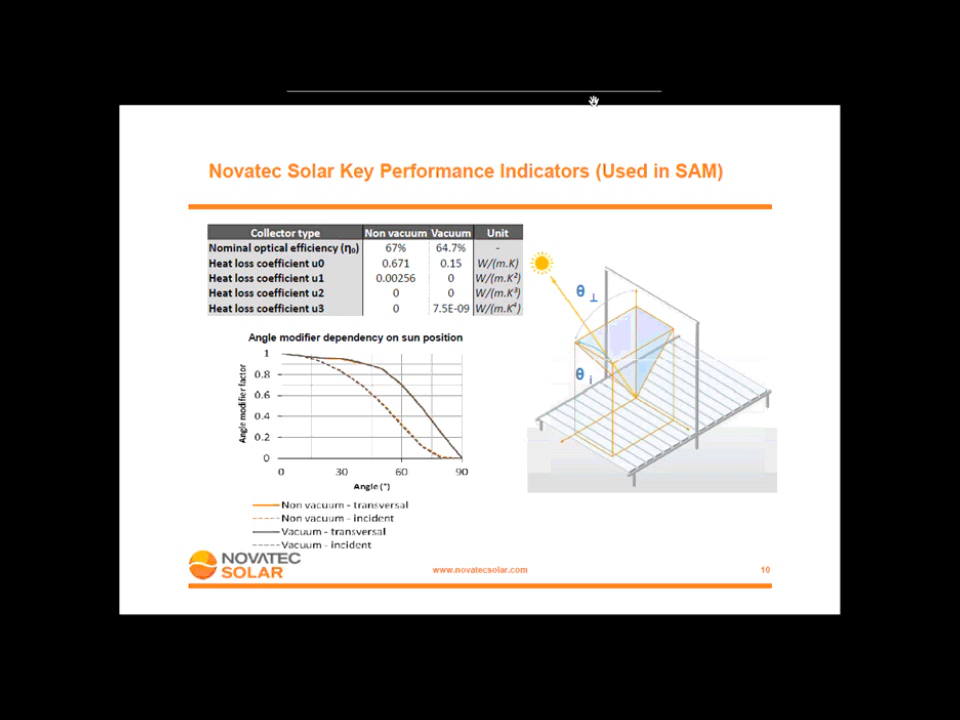 Novatec Solar Key Performance Indicators (Used in SAM)
Collector type Non vacuum Vacuum Unit
Nominal optical efficiency (η₀) 67% 64.7% -
Heat loss coefficient u0 0.671 0.15 W/(m.K)
Heat loss coefficient u1 0.00256 0 W/(m.K²)
Heat loss coefficient u2 0 0 W/(m.K³)
Heat loss coefficient u3 0 7.5E-09 W/(m.K⁴)
θ ⊥
θ i
Angle modifier dependency on sun position
Angle modifier factor
1
0.8
0.6
0.4
0.2
0
0 30 60 90
Angle (°)
Non vacuum - transversal
Non vacuum - incident
Vacuum - transversal
Vacuum - incident
NOVATEC
SOLAR
www.novatecsolar.com
10